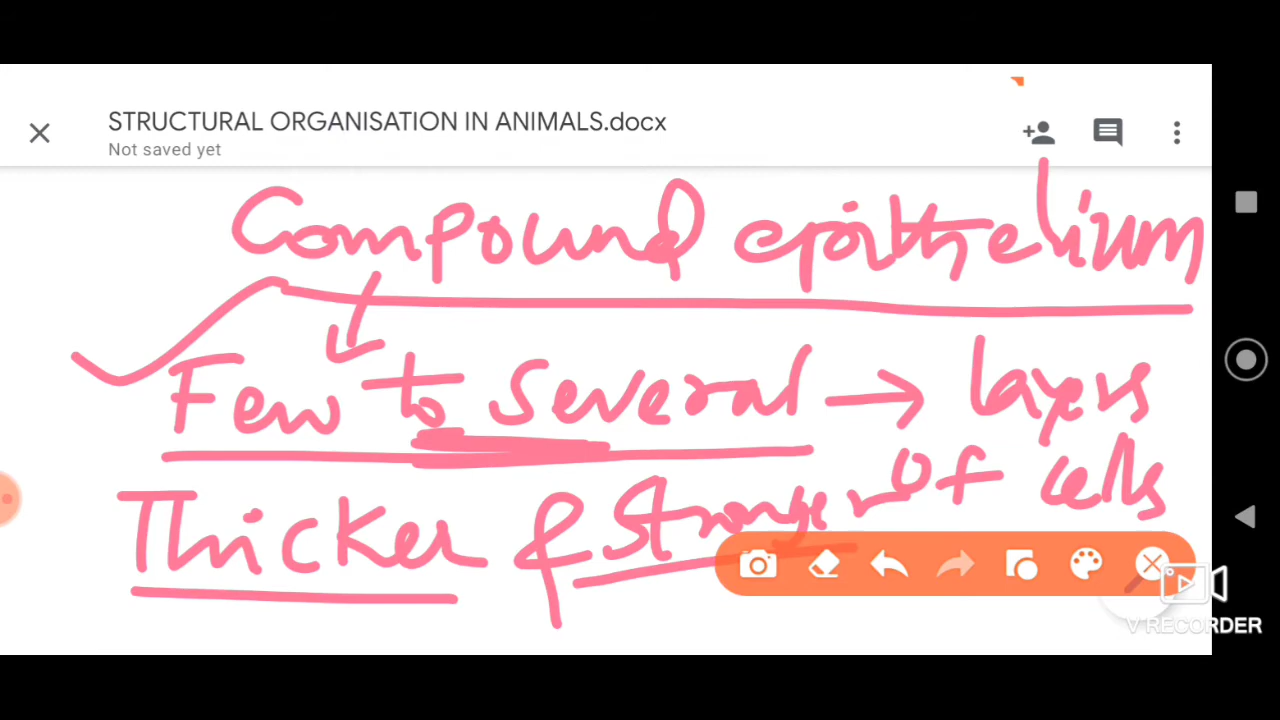 STRUCTURAL ORGANISATION IN ANIMALS.docx
Not saved yet
Compound epithelium
Few to several → layers
of cells
Thicker & stronger
V RECORDER